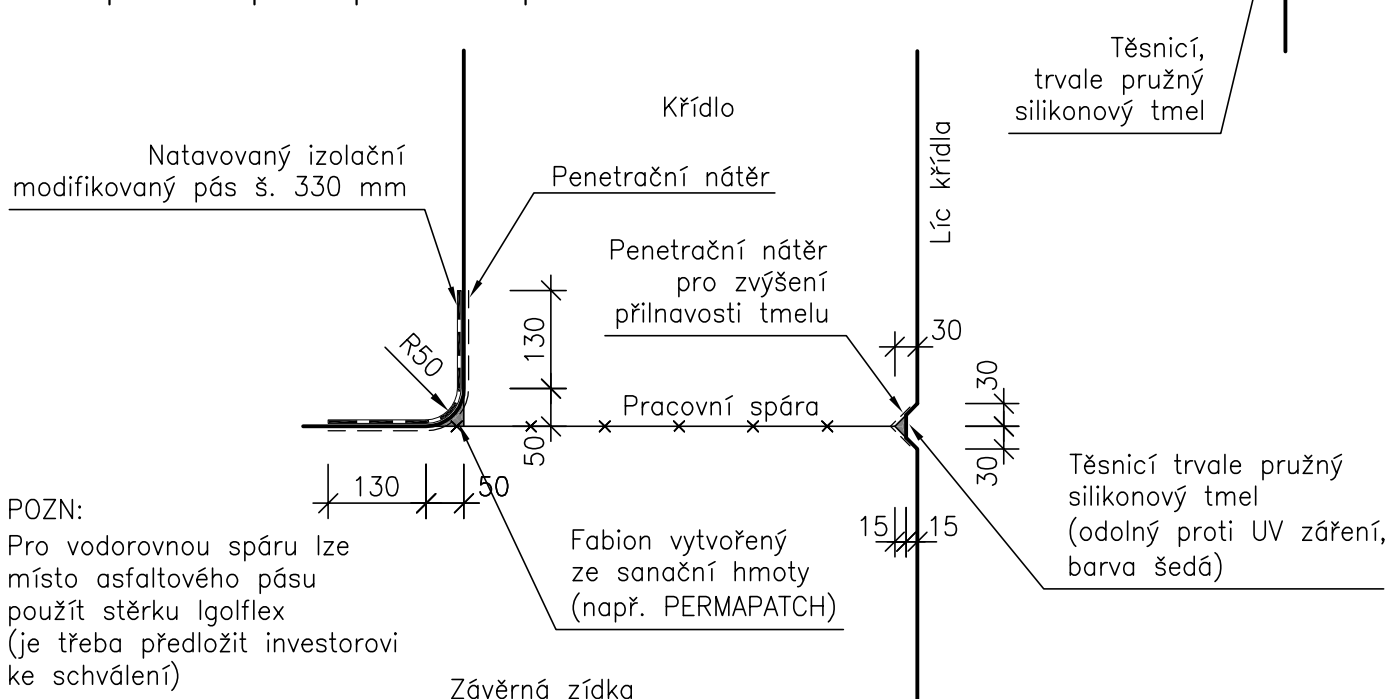 Těsnicí,
trvale pružný
silikonový tmel
Křídlo
Líc křídla
Natavovaný izolační
modifikovaný pás š. 330 mm
Penetrační nátěr
Penetrační nátěr
pro zvýšení
přilnavosti tmelu
R50
130
50
30
30
30
Pracovní spára
130
50
15
15
Těsnicí trvale pružný
silikonový tmel
(odolný proti UV záření,
barva šedá)
Fabion vytvořený
ze sanační hmoty
(např. PERMAPATCH)
POZN:
Pro vodorovnou spáru lze
místo asfaltového pásu
použít stěrku Igolflex
(je třeba předložit investorovi
ke schválení)
Závěrná zídka